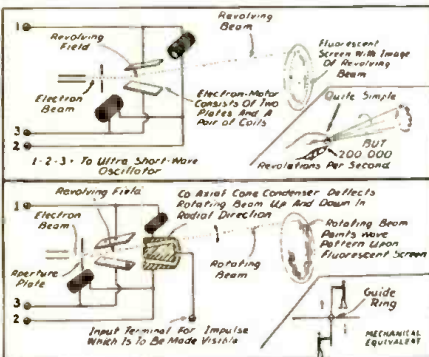 1
Revolving
Field
Revolving
Beam
Fluorescent
Screen With Image
Of Revolving
Beam
Electron
Beam
Electron-Motor
Consists Of Two
Plates And A
Pair of Coils
3
2
1-2-3 - To Ultra Short-Wave
Oscillator
Quite Simple
BUT
200 000
Revolutions Per Second
Revolving Field
Co Axial Cone Condenser Deflects
Rotating Beam Up And Down In
Radial Direction
1
Electron
Beam
Aperture
Plate
Rotating
Beam
Rotating Beam
Paints Wave
Pattern Upon
Fluorescent Screen
3
2
Input Terminal For Impulse
Which Is To Be Made Visible
Guide
Ring
MECHANICAL
EQUIVALENT